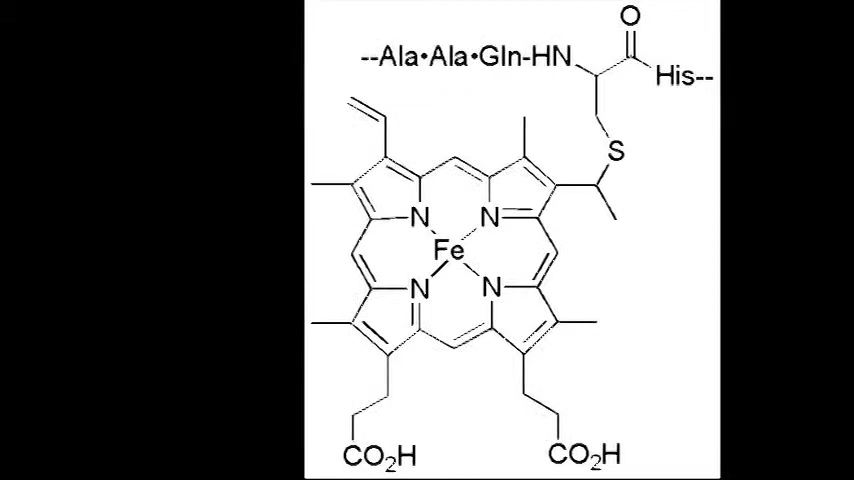 O
--Ala•Ala•Gln-HN
His--
S
N N
Fe
N N
CO₂H CO₂H